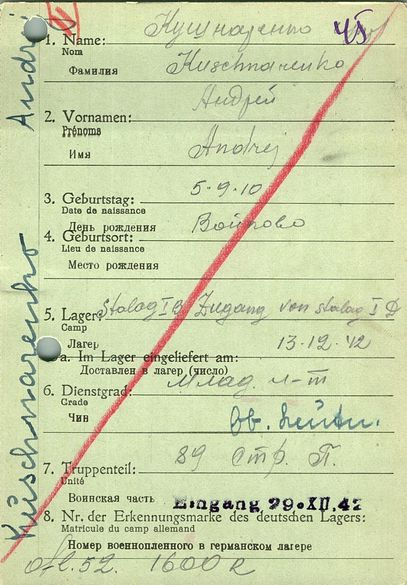 Кушнаренко 45
1. Name:
Nom
Фамилия Kuschnarenko
Андрей
2. Vornamen:
Prénoms
Имя Andrej
3. Geburtstag: 5.9.10
Date de naissance
День рождения
4. Geburtsort:
Lieu de naissance
Место рождения
5. Lager: Stalag I B Zugang von Stalag I D
Camp
Лагерь 13.12.42
a. Im Lager eingeliefert am:
Доставлен в лагерь (число)
6. Dienstgrad: Млад. л-т
Grade
Чин Ob. Leutn.
7. Truppenteil: 89 Стр. П.
Unité
Воинская часть Eingang 29.XII.42
8. Nr. der Erkennungsmarke des deutschen Lagers:
Matricule du camp allemand
Номер военнопленного в германском лагере
ofl. 52. 1600 R
Kuschnarenko Andrej